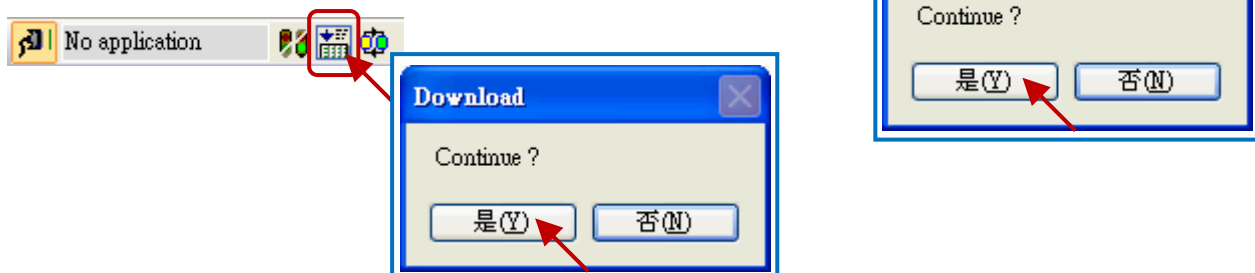 No application
Download
Continue ?
是(Y)
否(N)
Continue ?
是(Y)
否(N)